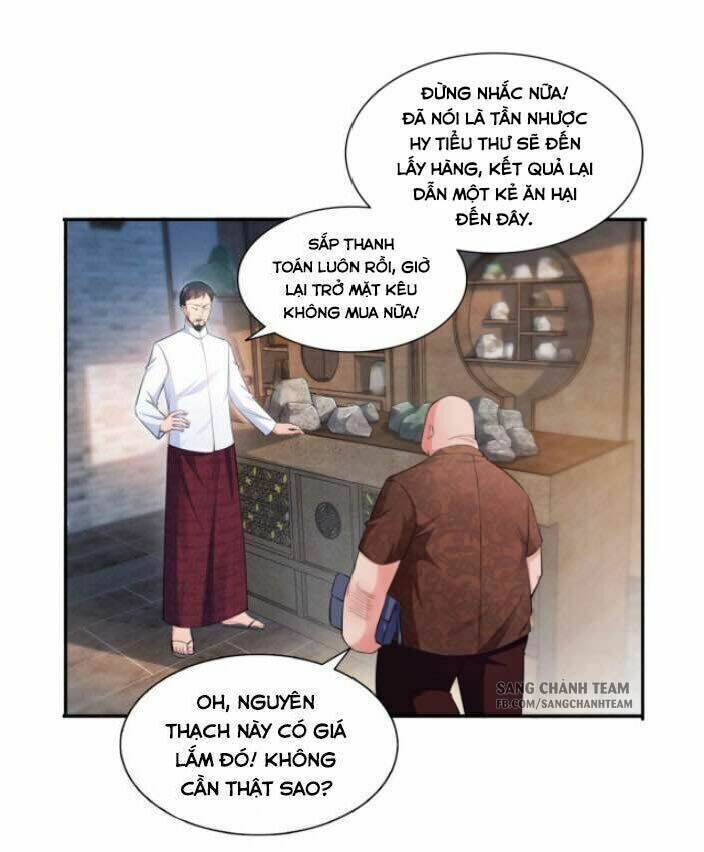 ĐỪNG NHẮC NỮA!
ĐÃ NÓI LÀ TẦN NHƯỢC
HY TIỂU THƯ SẼ ĐẾN
LẤY HÀNG, KẾT QUẢ LẠI
DẪN MỘT KẺ ĂN HẠI
ĐẾN ĐÂY.
SẮP THANH
TOÁN LUÔN RỒI, GIỜ
LẠI TRỞ MẶT KÊU
KHÔNG MUA NỮA!
OH, NGUYÊN
THẠCH NÀY CÓ GIÁ
LẮM ĐÓ! KHÔNG
CẦN THẬT SAO?
SANG CHẢNH TEAM
FB.COM/SANGCHANHTEAM